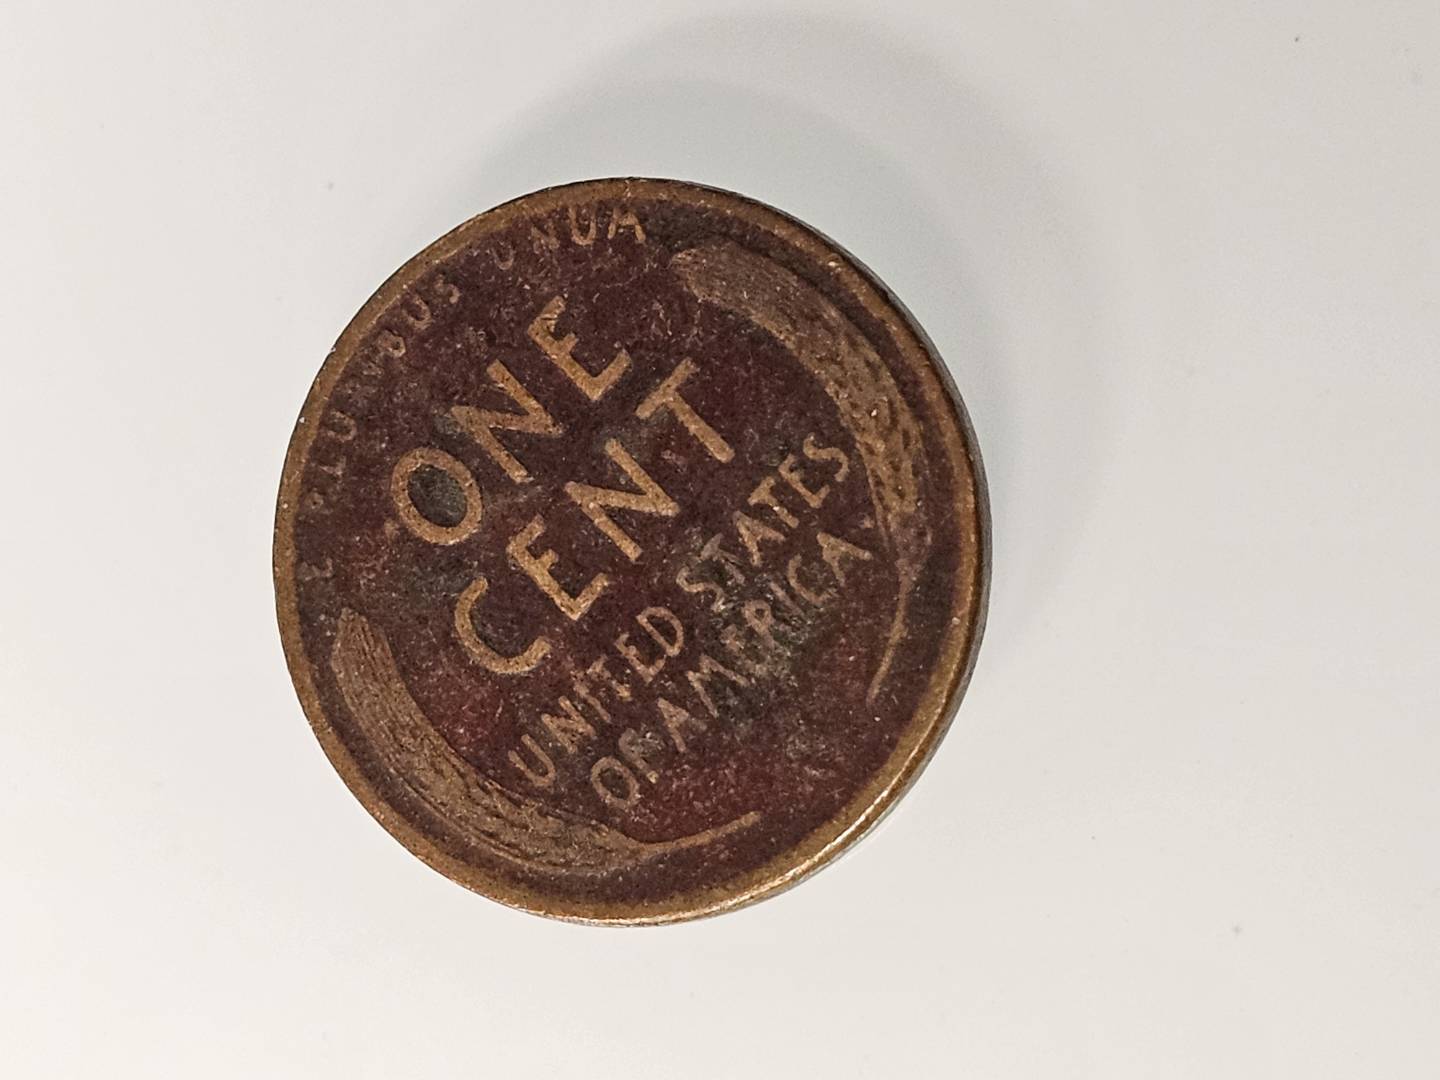 E PLURIBUS UNUM
ONE
CENT
UNITED STATES
OF AMERICA